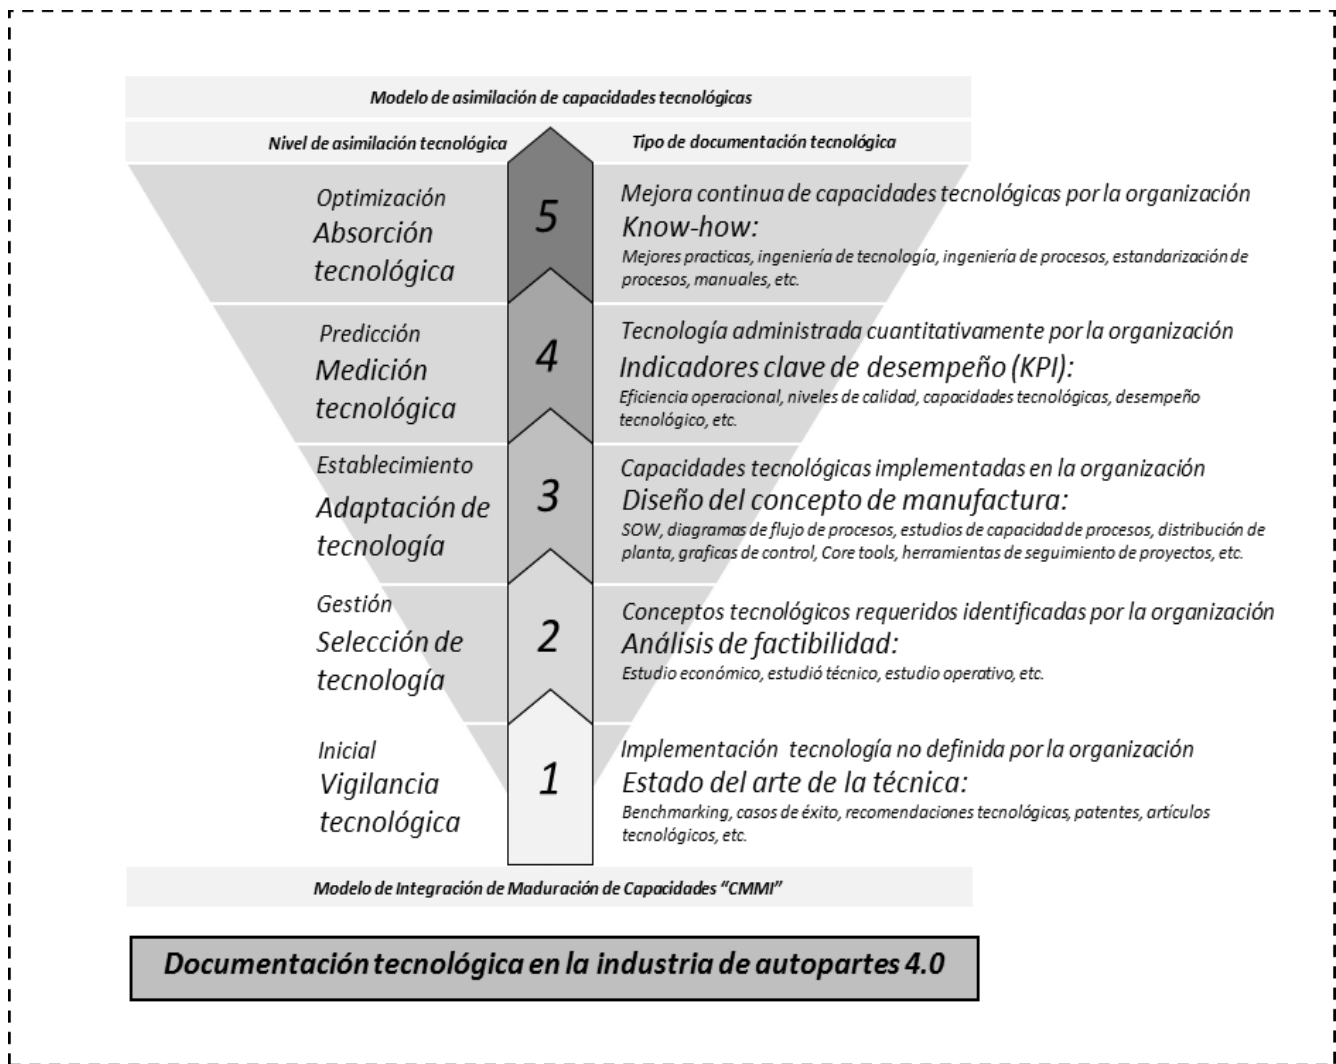 Modelo de asimilación de capacidades tecnológicas
Nivel de asimilación tecnológica
Tipo de documentación tecnológica
Optimización
Absorción
tecnológica
5
Mejora continua de capacidades tecnológicas por la organización
Know-how:
Mejores practicas, ingeniería de tecnología, ingeniería de procesos, estandarización de
procesos, manuales, etc.
Predicción
Medición
tecnológica
4
Tecnología administrada cuantitativamente por la organización
Indicadores clave de desempeño (KPI):
Eficiencia operacional, niveles de calidad, capacidades tecnológicas, desempeño
tecnológico, etc.
Establecimiento
Adaptación de
tecnología
3
Capacidades tecnológicas implementadas en la organización
Diseño del concepto de manufactura:
SOW, diagramas de flujo de procesos, estudios de capacidad de procesos, distribución de
planta, graficas de control, Core tools, herramientas de seguimiento de proyectos, etc.
Gestión
Selección de
tecnología
2
Conceptos tecnológicos requeridos identificadas por la organización
Análisis de factibilidad:
Estudio económico, estudió técnico, estudio operativo, etc.
Inicial
Vigilancia
tecnológica
1
Implementación tecnología no definida por la organización
Estado del arte de la técnica:
Benchmarking, casos de éxito, recomendaciones tecnológicas, patentes, artículos
tecnológicos, etc.
Modelo de Integración de Maduración de Capacidades “CMMI”
Documentación tecnológica en la industria de autopartes 4.0